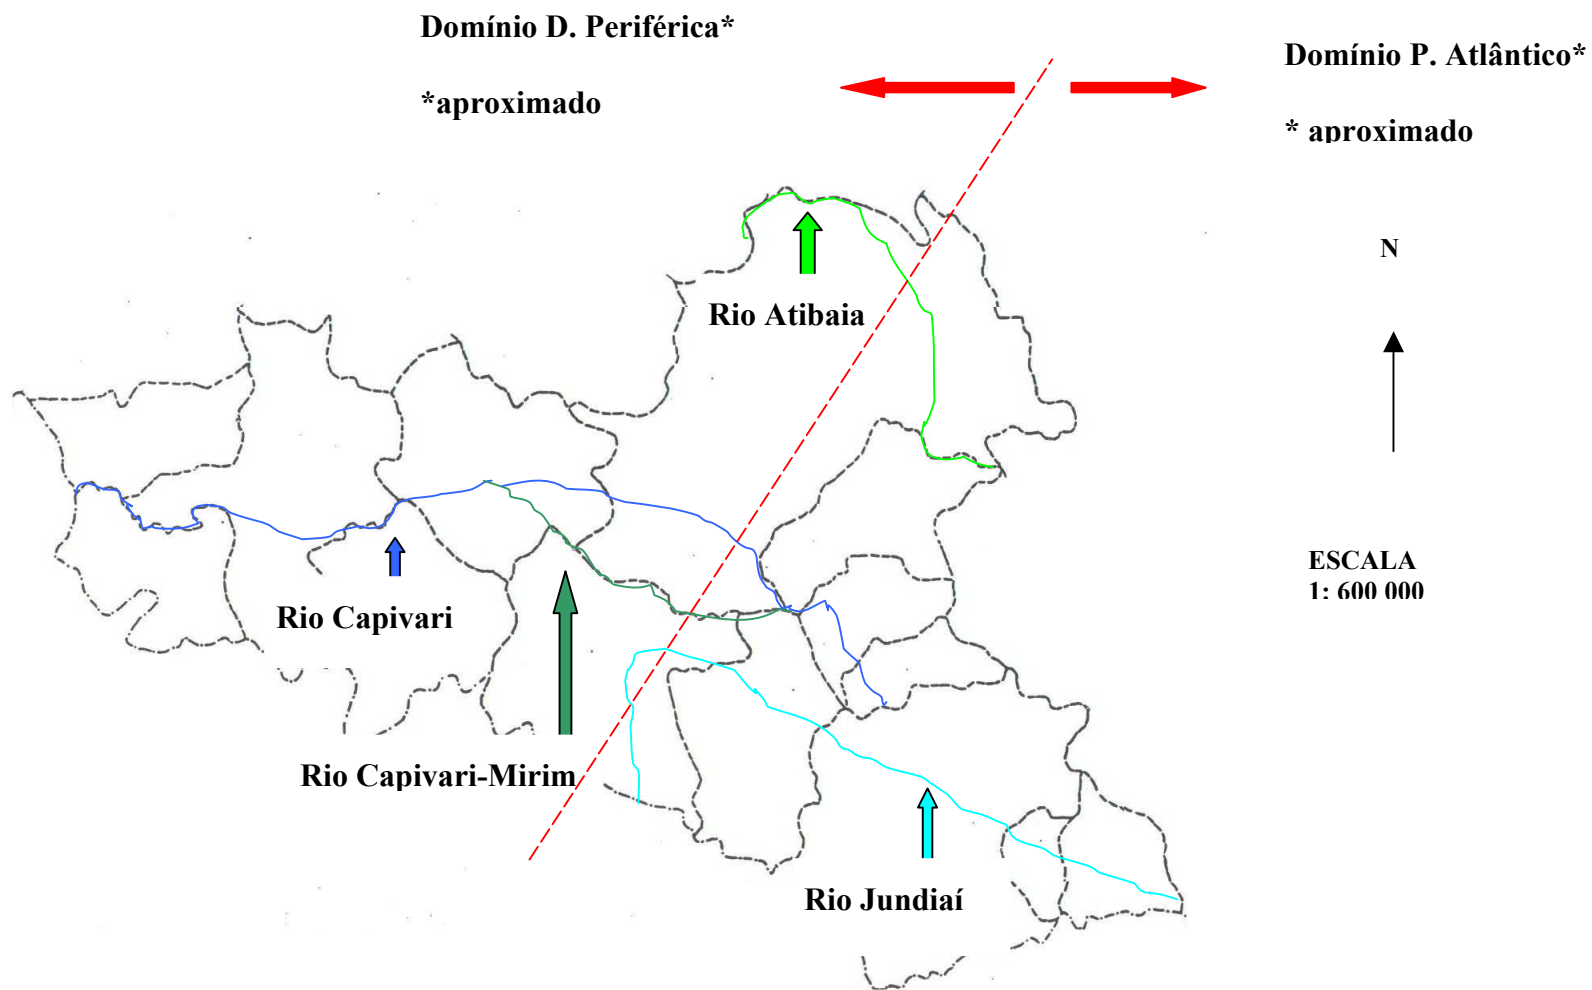 Domínio D. Periférica*
*aproximado
Domínio P. Atlântico*
* aproximado
N
Rio Atibaia
ESCALA
1: 600 000
Rio Capivari
Rio Capivari-Mirim
Rio Jundiaí